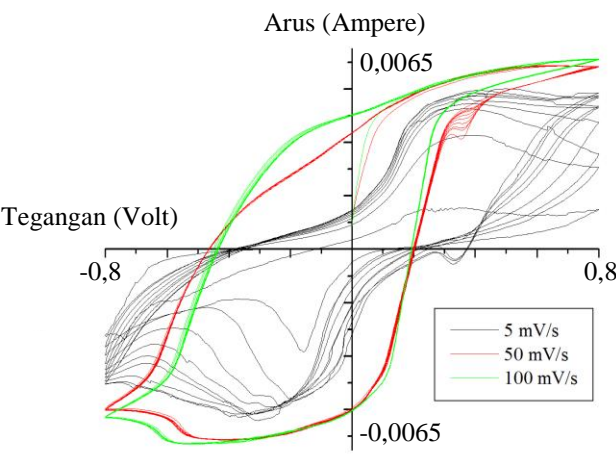 Arus (Ampere)
0,0065
Tegangan (Volt)
-0,8
0,8
5 mV/s
50 mV/s
100 mV/s
-0,0065